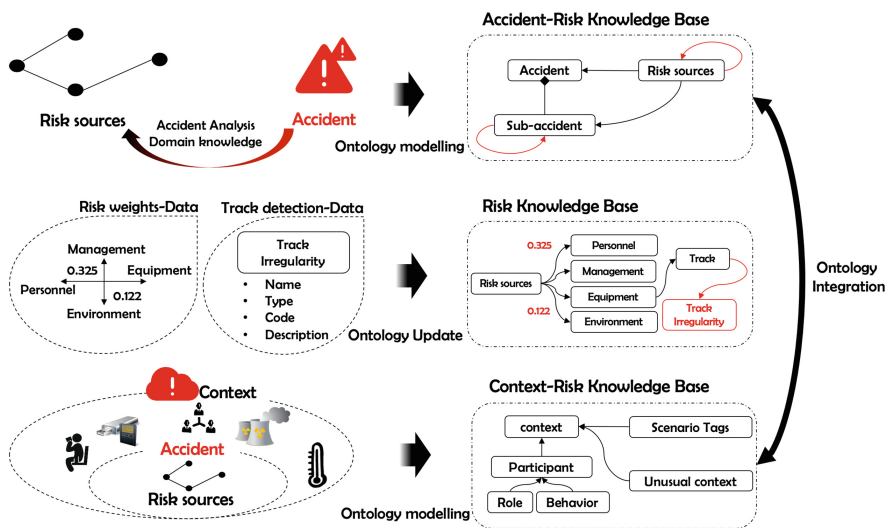 Accident-Risk Knowledge Base
Risk sources
Accident
Accident Analysis
Domain knowledge
Ontology modelling
Accident
Risk sources
Sub-accident
Risk weights-Data
Management
0.325
Equipment
Personnel
0.122
Environment
Track detection-Data
Track
Irregularity
• Name
• Type
• Code
• Description
Ontology Update
Risk Knowledge Base
0.325
Risk sources
0.122
Personnel
Management
Equipment
Environment
Track
Track
Irregularity
Ontology
Integration
Context
Accident
Risk sources
Ontology modelling
Context-Risk Knowledge Base
context
Scenario Tags
Participant
Unusual context
Role
Behavior